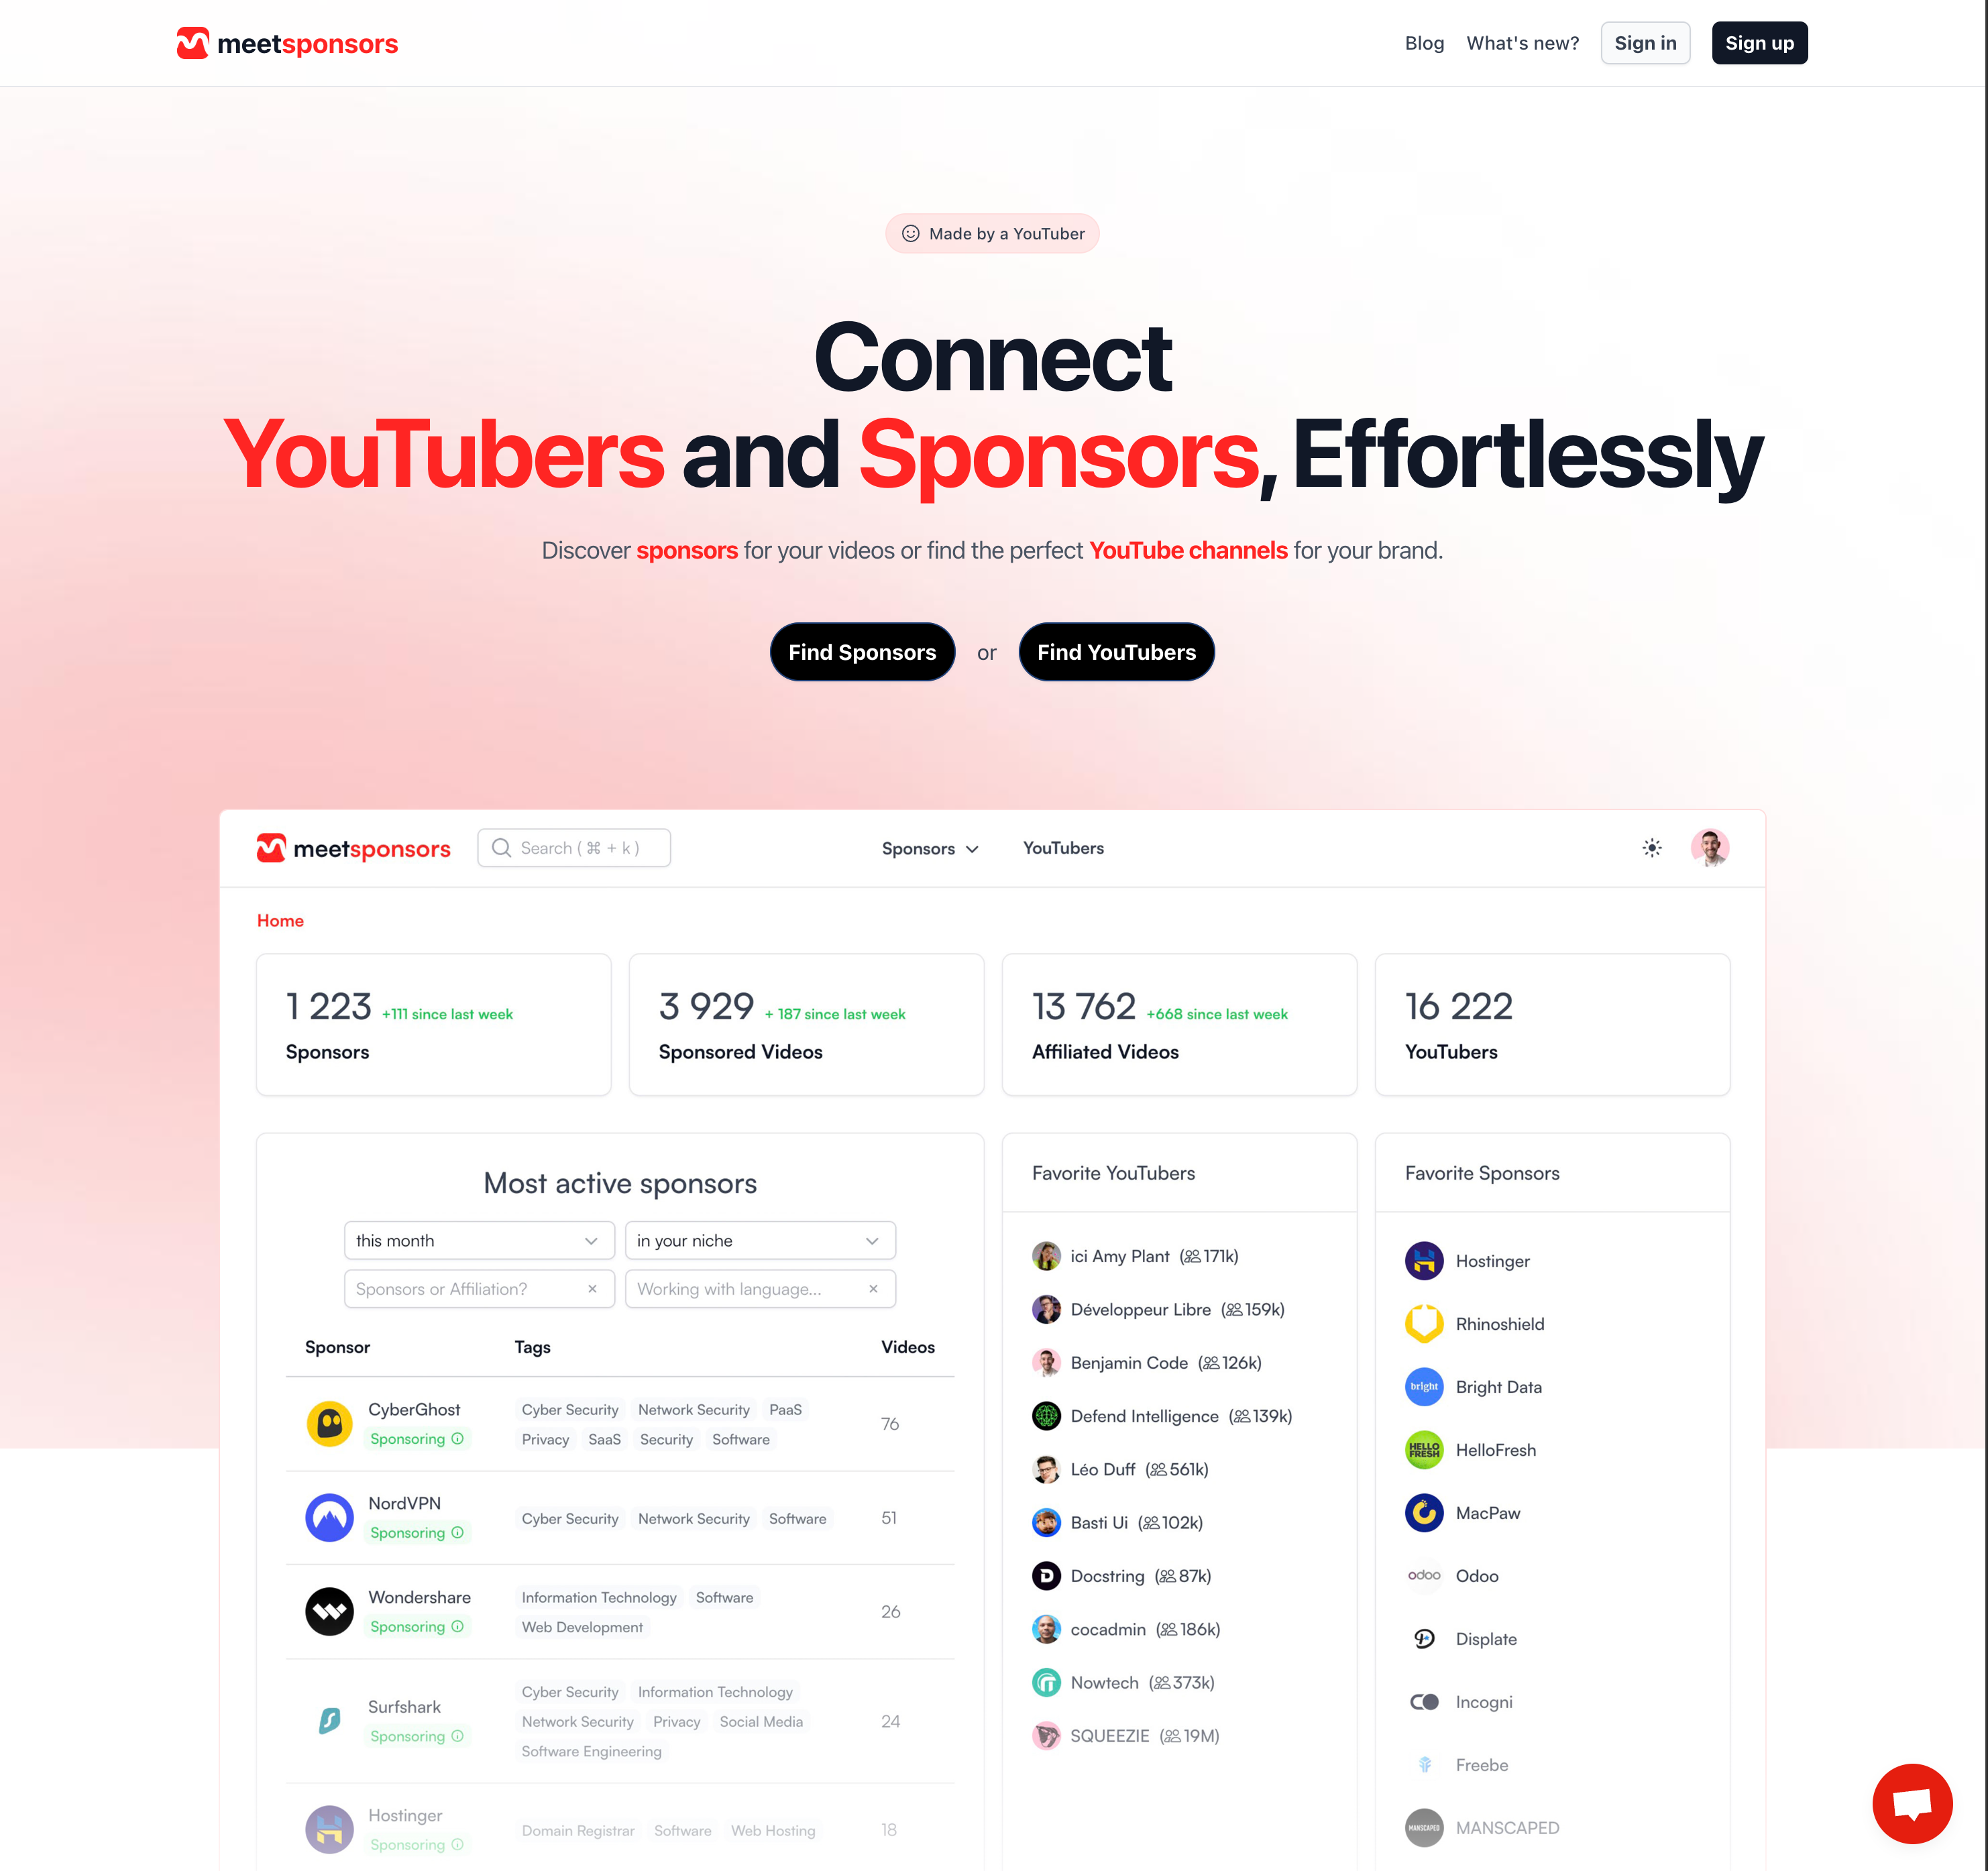 meetsponsors
Blog What's new? Sign in Sign up
Made by a YouTuber
Connect
YouTubers and Sponsors, Effortlessly
Discover sponsors for your videos or find the perfect YouTube channels for your brand.
Find Sponsors or Find YouTubers
meetsponsors Search ( ⌘ + k ) Sponsors YouTubers
Home
1 223 +111 since last week
Sponsors
3 929 + 187 since last week
Sponsored Videos
13 762 +668 since last week
Affiliated Videos
16 222
YouTubers
Most active sponsors
this month in your niche
Sponsors or Affiliation? × Working with language... ×
Sponsor Tags Videos
CyberGhost
Sponsoring
Cyber Security Network Security PaaS
Privacy SaaS Security Software
76
NordVPN
Sponsoring
Cyber Security Network Security Software
51
Wondershare
Sponsoring
Information Technology Software
Web Development
26
Surfshark
Sponsoring
Cyber Security Information Technology
Network Security Privacy Social Media
Software Engineering
24
Hostinger
Sponsoring
Domain Registrar Software Web Hosting
18
Favorite YouTubers
ici Amy Plant (171k)
Développeur Libre (159k)
Benjamin Code (126k)
Defend Intelligence (139k)
Léo Duff (561k)
Basti Ui (102k)
D Docstring (87k)
cocadmin (186k)
Nowtech (373k)
SQUEEZIE (19M)
Favorite Sponsors
Hostinger
Rhinoshield
bright Bright Data
HELLO
FRESH
HelloFresh
MacPaw
odoo Odoo
Displate
Incogni
Freebe
MANSCAPED MANSCAPED